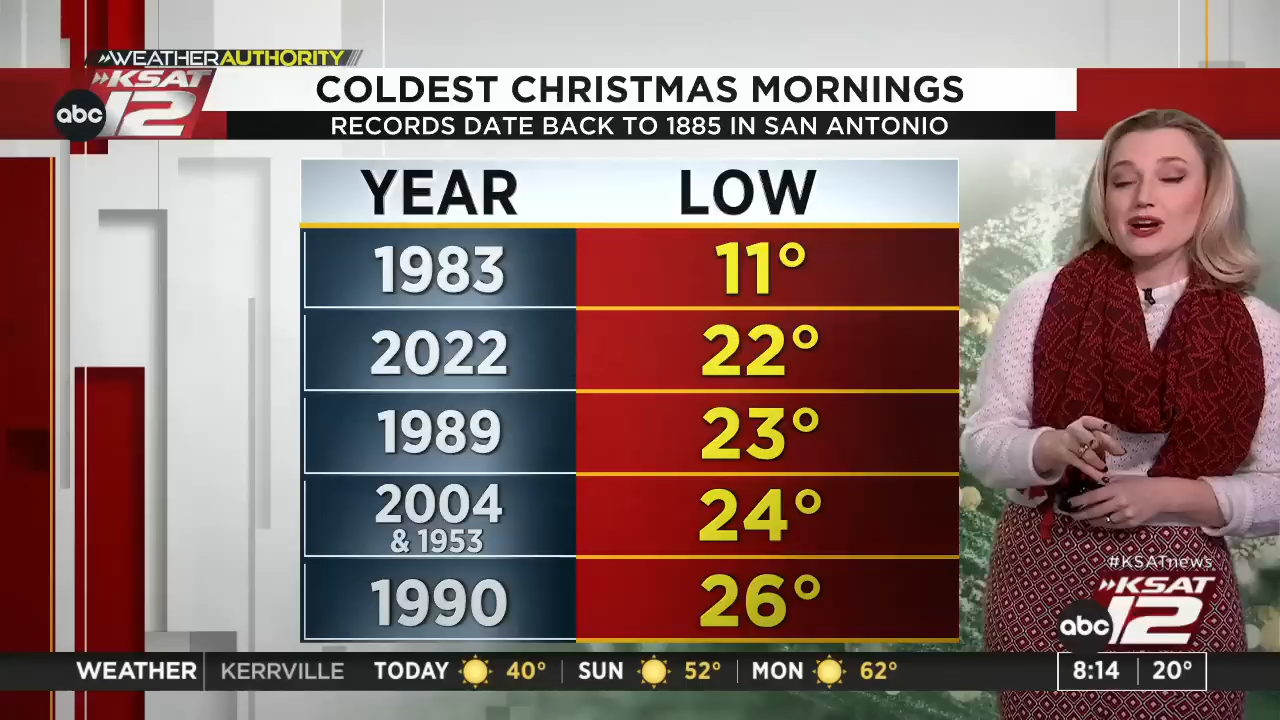 WEATHERAUTHORITY
KSAT
abc 12
COLDEST CHRISTMAS MORNINGS
RECORDS DATE BACK TO 1885 IN SAN ANTONIO
YEAR LOW
1983 11°
2022 22°
1989 23°
2004 24°
& 1953
1990 26°
#KSATnews
KSAT
abc 12
WEATHER KERRVILLE TODAY 40° SUN 52° MON 62° 8:14 20°